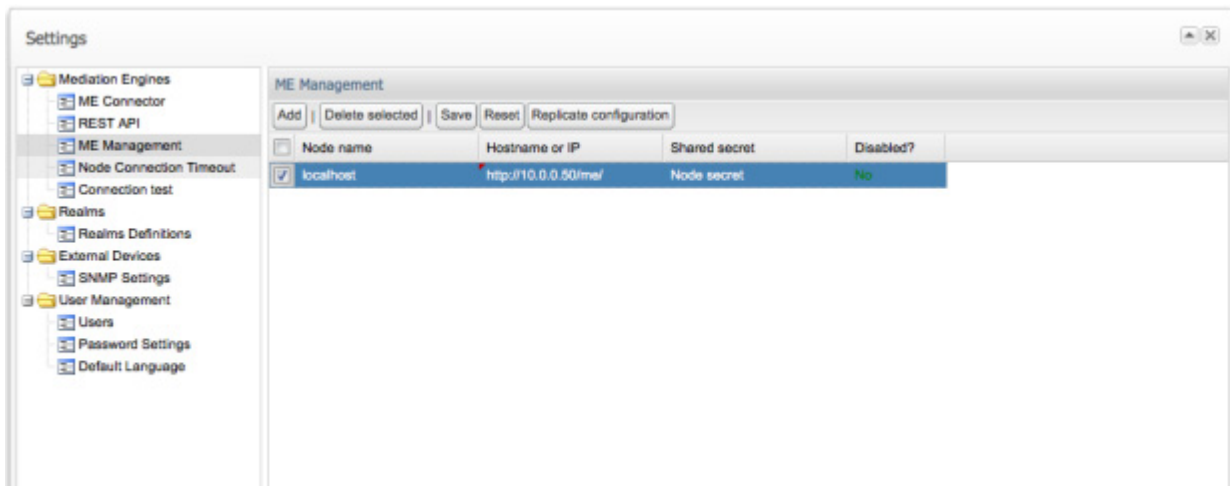 Settings
Mediation Engines
ME Connector
REST API
ME Management
Node Connection Timeout
Connection test
Realms
Realms Definitions
External Devices
SNMP Settings
User Management
Users
Password Settings
Default Language
ME Management
Add | Delete selected | Save Reset Replicate configuration
Node name Hostname or IP Shared secret Disabled?
localhost http://10.0.0.50/me/ Node secret No